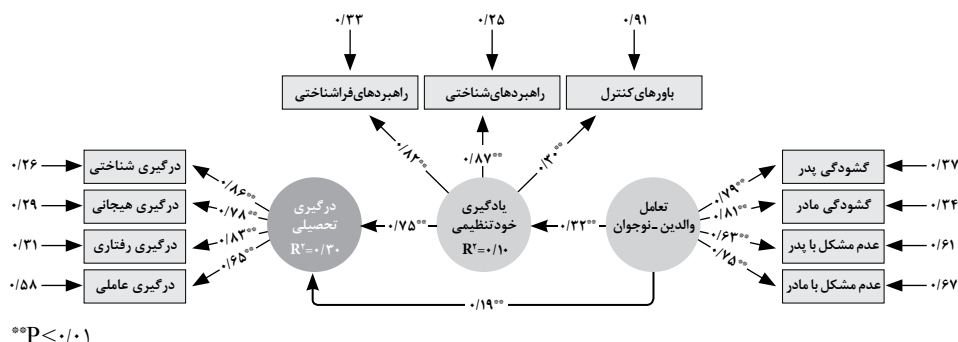 ۰/۳۳ ۰/۲۵ ۰/۹۱
باورهای کنترل
راهبردهای شناختی
راهبردهای فراشناختی
۰/۳۰**
۰/۸۷**
۰/۸۲**
۰/۳۷
گشودگی پدر
۰/۷۹**
۰/۳۴
گشودگی مادر
۰/۸۱**
۰/۶۱
عدم مشکل با پدر
۰/۶۳**
۰/۶۷
عدم مشکل با مادر
۰/۷۵**
تعامل
والدین -نوجوان
۰/۳۲**
یادگیری
خودتنظیمی
R۲=۰/۱۰
۰/۷۵**
درگیری
تحصیلی
R۲=۰/۳۰
۰/۸۶**
درگیری شناختی
۰/۲۶
۰/۷۸**
درگیری هیجانی
۰/۲۹
۰/۸۳**
درگیری رفتاری
۰/۳۱
۰/۶۵**
درگیری عاملی
۰/۵۸
۰/۱۹**
**P<۰/۰۱